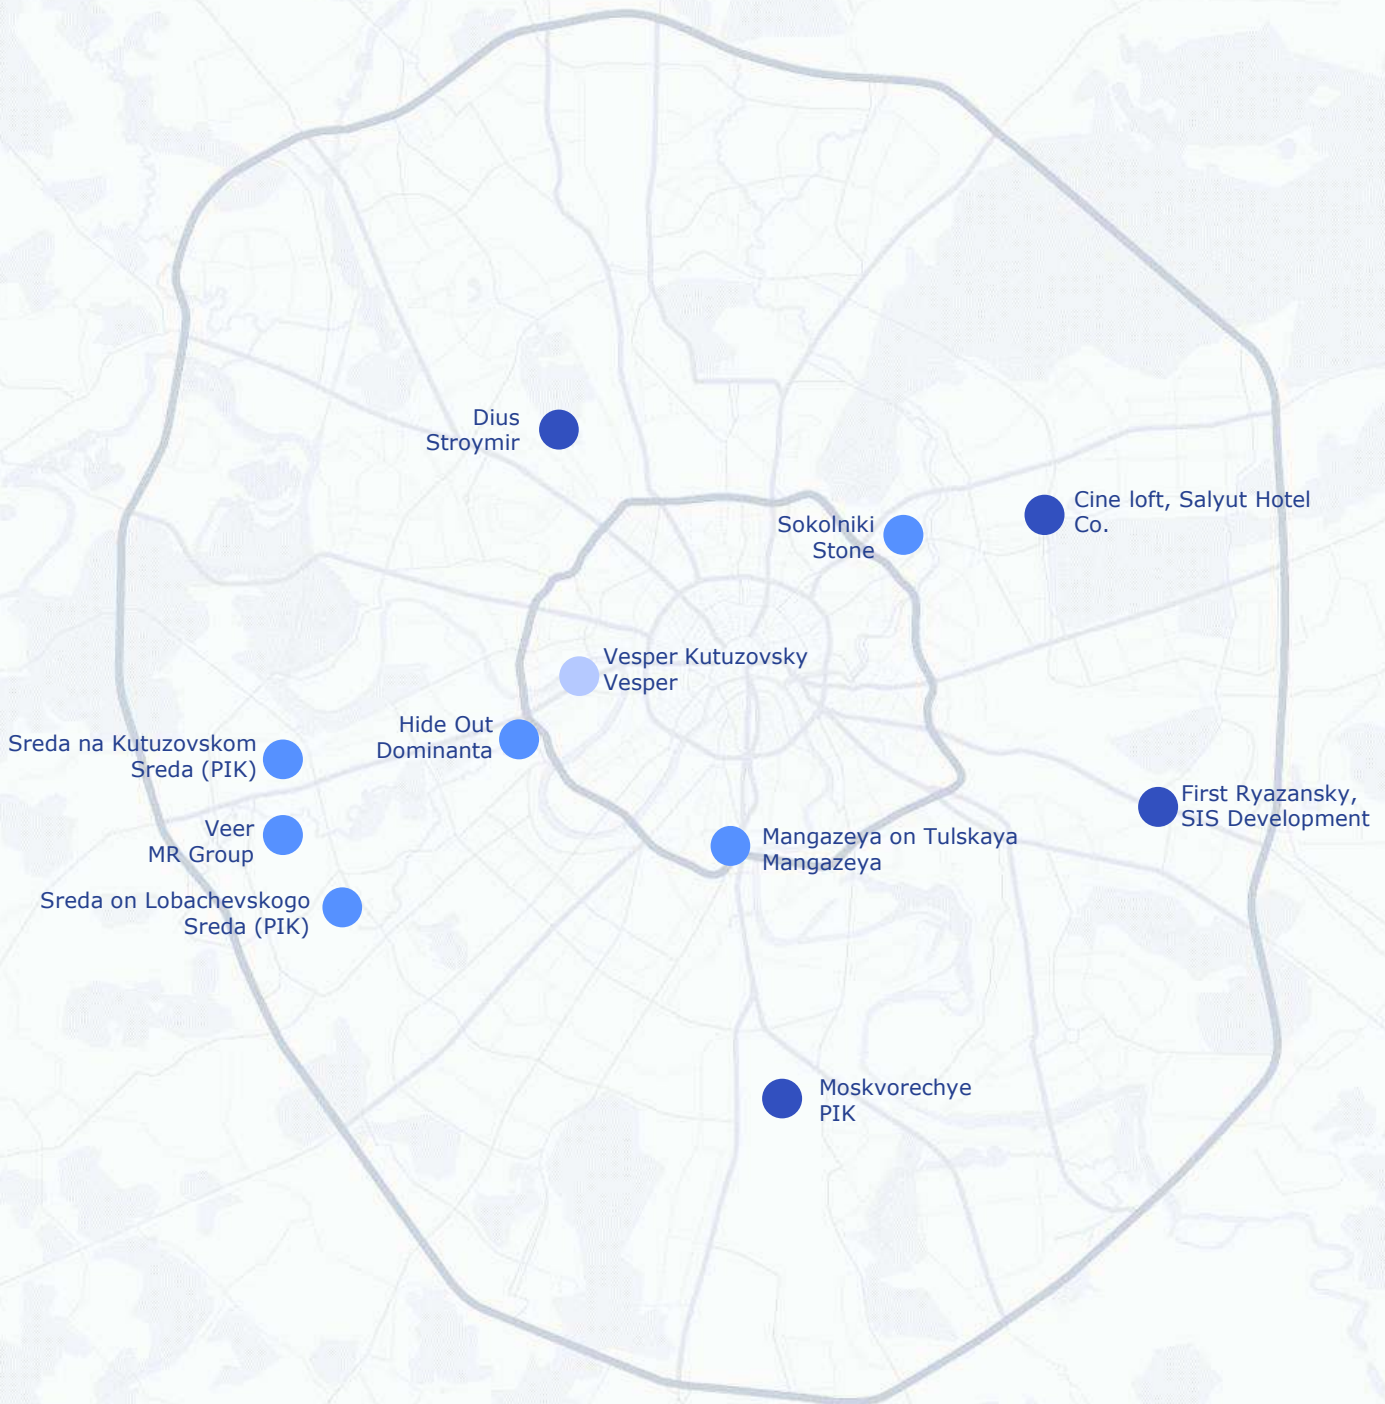 Dius
Stroymir
Cine loft, Salyut Hotel
Co.
Sokolniki
Stone
Vesper Kutuzovsky
Vesper
Hide Out
Dominanta
Sreda na Kutuzovskom
Sreda (PIK)
First Ryazansky,
SIS Development
Veer
MR Group
Mangazeya on Tulskaya
Mangazeya
Sreda on Lobachevskogo
Sreda (PIK)
Moskvorechye
PIK